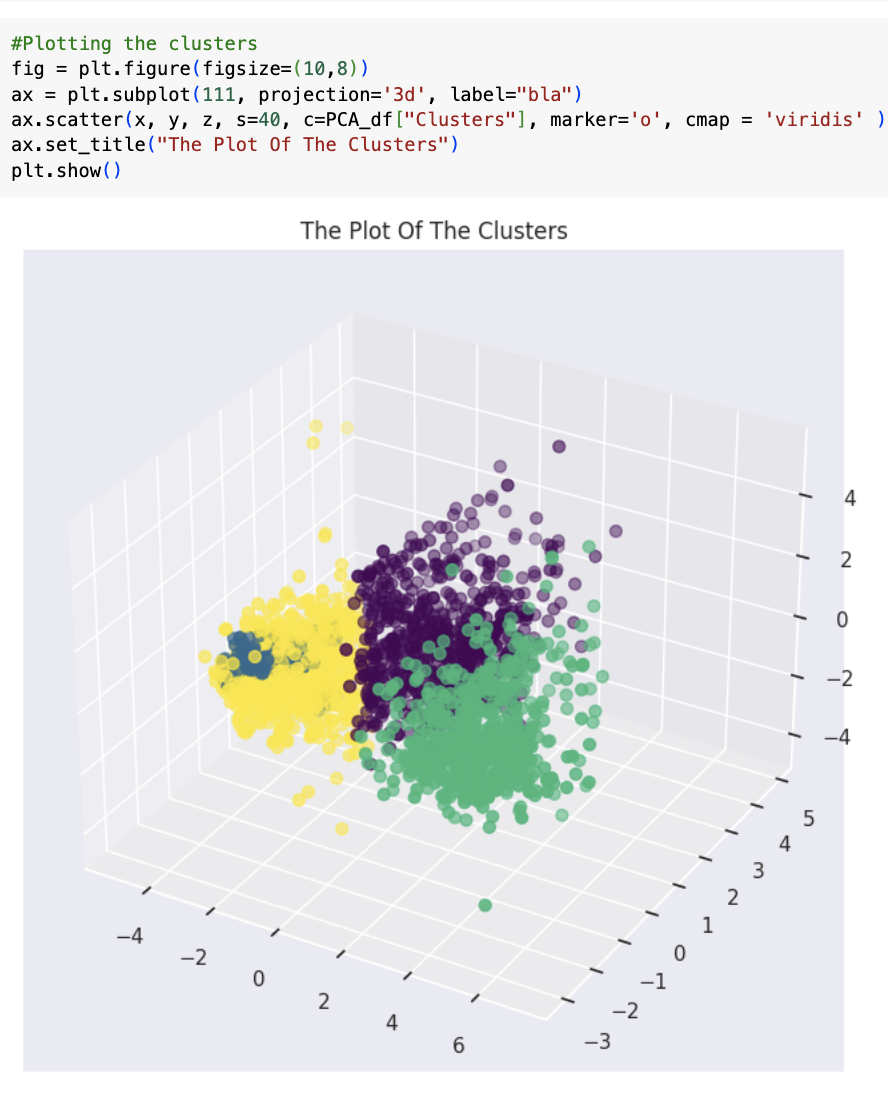 #Plotting the clusters
fig = plt.figure(figsize=(10,8))
ax = plt.subplot(111, projection='3d', label="bla")
ax.scatter(x, y, z, s=40, c=PCA_df["Clusters"], marker='o', cmap = 'viridis' )
ax.set_title("The Plot Of The Clusters")
plt.show()
The Plot Of The Clusters
4
2
0
−2
−4
5
4
3
2
1
0
−1
−2
−3
−4
−2
0
2
4
6